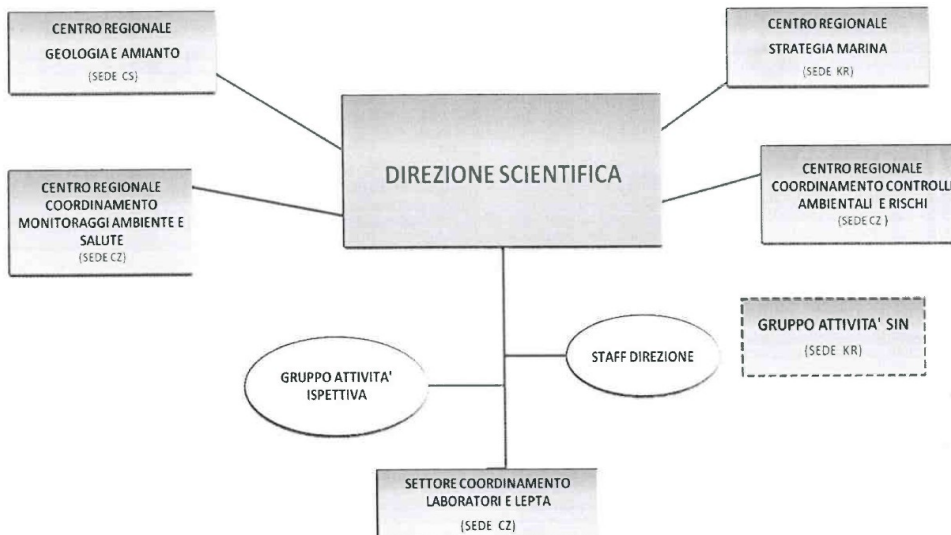 CENTRO REGIONALE
GEOLOGIA E AMIANTO
(SEDE CS)
CENTRO REGIONALE
STRATEGIA MARINA
(SEDE KR)
DIREZIONE SCIENTIFICA
CENTRO REGIONALE
COORDINAMENTO
MONITORAGGI AMBIENTE E
SALUTE
(SEDE CZ)
CENTRO REGIONALE
COORDINAMENTO CONTROLLI
AMBIENTALI E RISCHI
(SEDE CZ )
GRUPPO ATTIVITA' SIN
(SEDE KR)
STAFF DIREZIONE
GRUPPO ATTIVITA'
ISPETTIVA
SETTORE COORDINAMENTO
LABORATORI E LEPTA
(SEDE CZ)